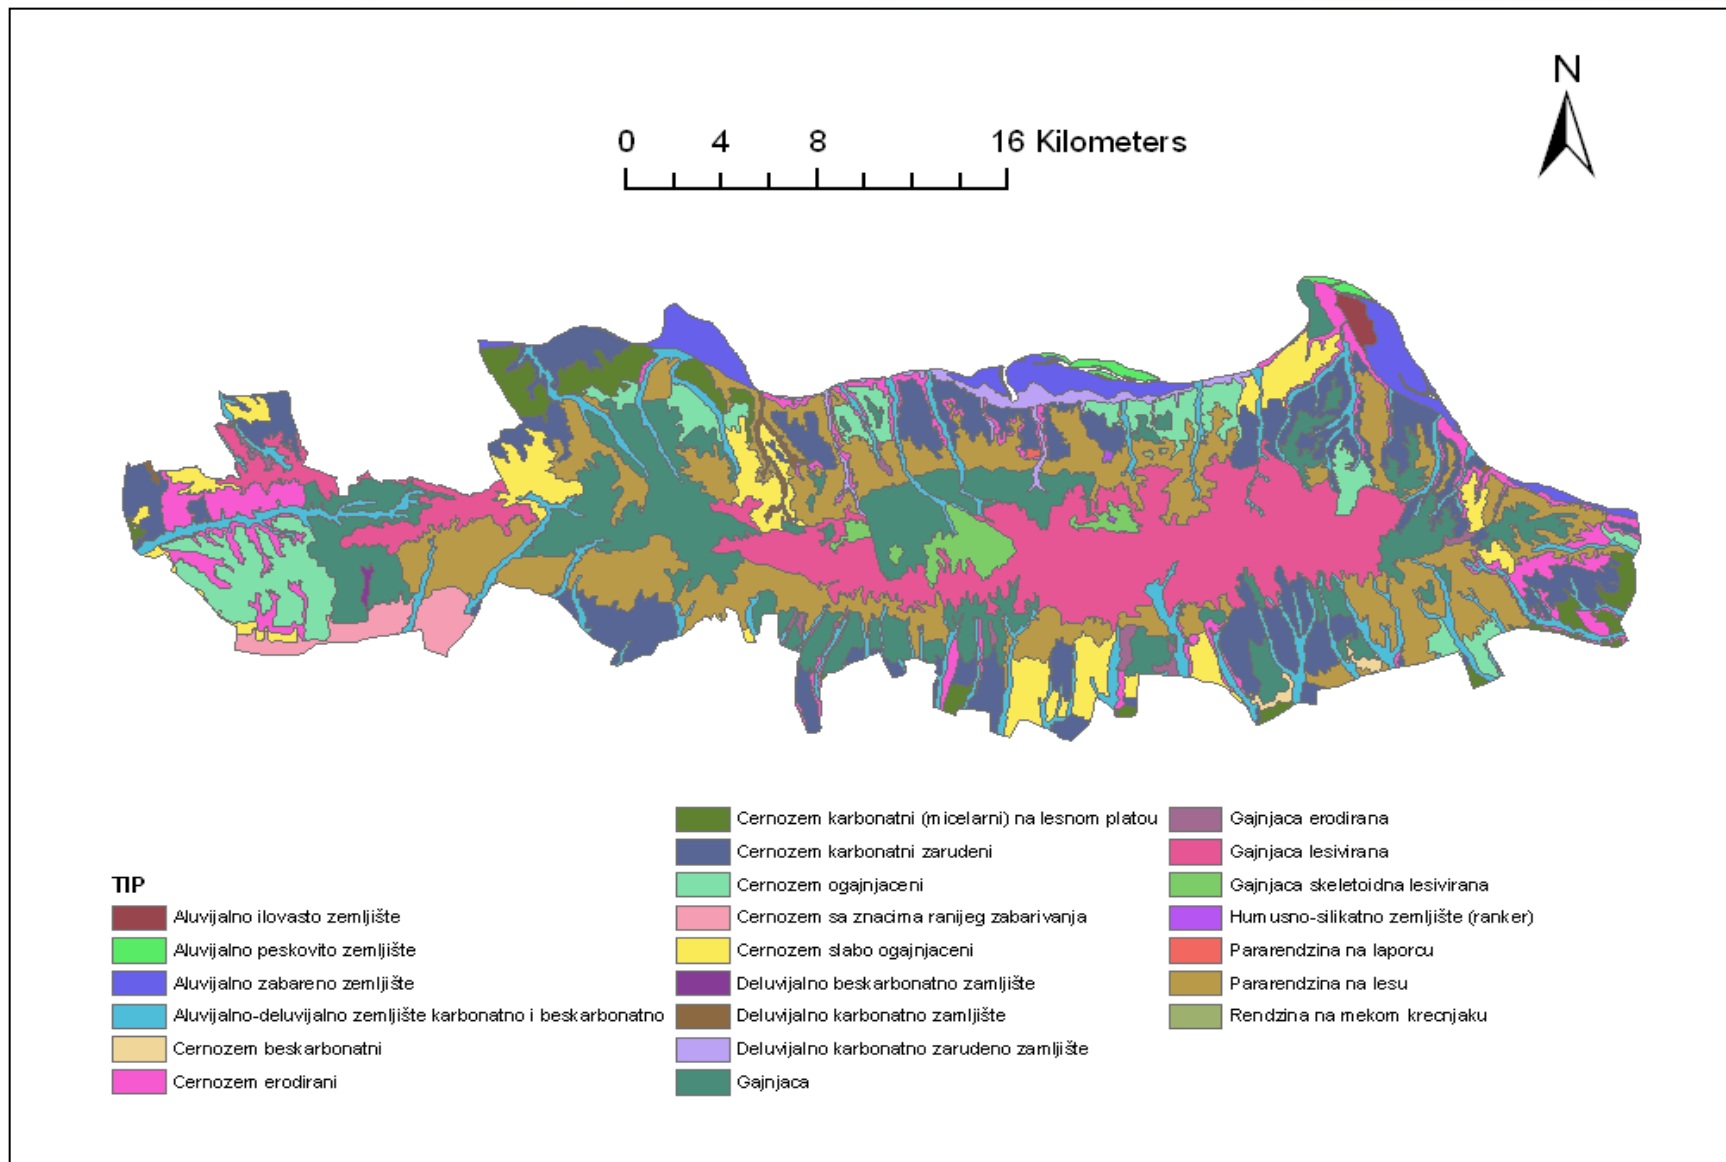 N
0 4 8 16 Kilometers
TIP
Aluvijalno ilovasto zemljište
Aluvijalno peskovito zemljište
Aluvijalno zabareno zemljište
Aluvijalno-deluvijalno zemljište karbonatno i beskarbonatno
Cernozem beskarbonatni
Cernozem erodirani
Cernozem karbonatni (micelarni) na lesnom platou
Cernozem karbonatni zarudeni
Cernozem ogajnjaceni
Cernozem sa znacima ranijeg zabarivanja
Cernozem slabo ogajnjaceni
Deluvijalno beskarbonatno zamljište
Deluvijalno karbonatno zamljište
Deluvijalno karbonatno zarudeno zamljište
Gajnjaca
Gajnjaca erodirana
Gajnjaca lesivirana
Gajnjaca skeletoidna lesivirana
Humusno-silikatno zemljište (ranker)
Pararendzina na laporcu
Pararendzina na lesu
Rendzina na mekom krecnjaku